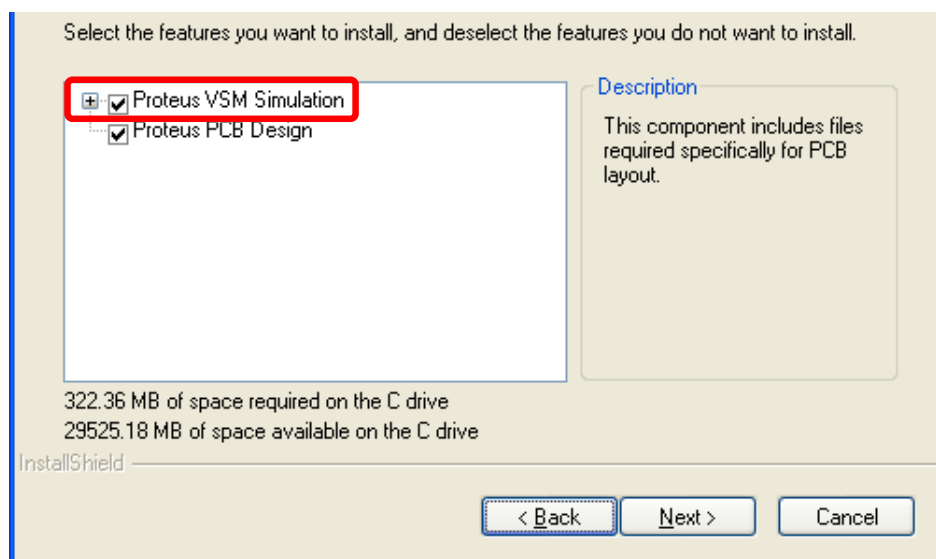 Select the features you want to install, and deselect the features you do not want to install.
Proteus VSM Simulation
Proteus PCB Design
Description
This component includes files
required specifically for PCB
layout.
322.36 MB of space required on the C drive
29525.18 MB of space available on the C drive
InstallShield
< Back
Next >
Cancel